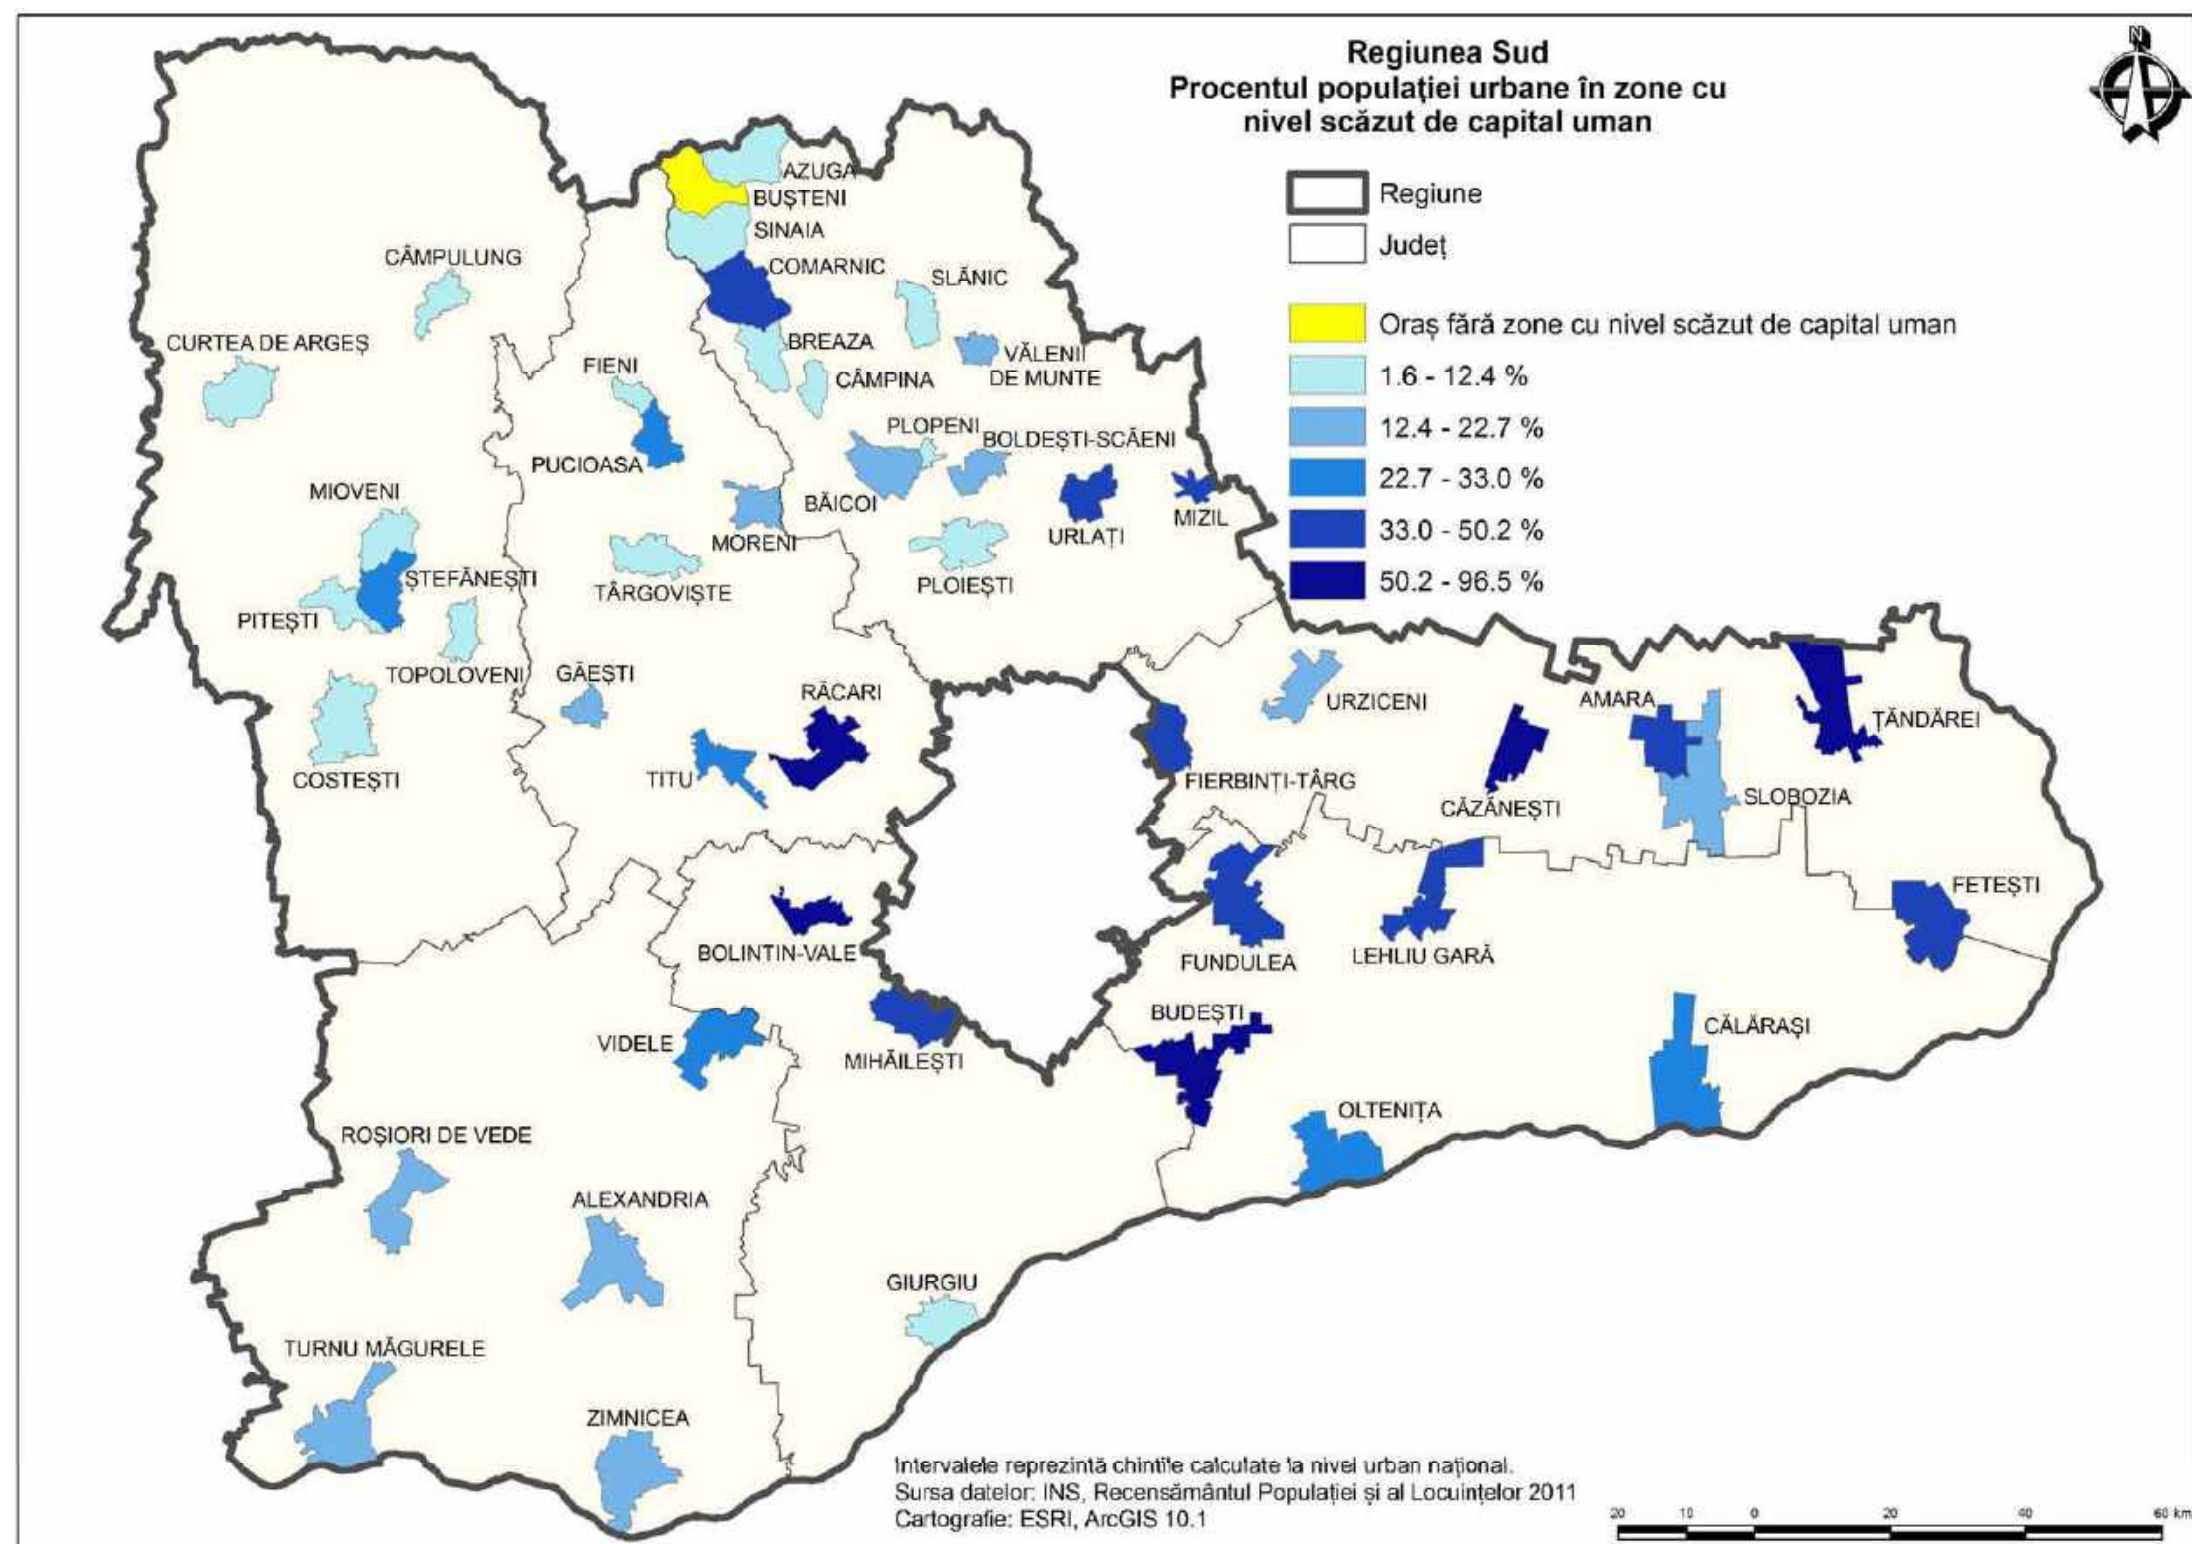 Regiunea Sud
Procentul populației urbane în zone cu
nivel scăzut de capital uman
N
Regiune
Județ
Oraș fără zone cu nivel scăzut de capital uman
1.6 - 12.4 %
12.4 - 22.7 %
22.7 - 33.0 %
33.0 - 50.2 %
50.2 - 96.5 %
AZUGA
BUȘTENI
SINAIA
COMARNIC
CÂMPULUNG
SLĂNIC
CURTEA DE ARGEȘ
BREAZA
VĂLENII
DE MUNTE
FIENI
CÂMPINA
PLOPENI
BOLDEȘTI-SCĂENI
PUCIOASA
MIOVENI
BĂICOI
MIZIL
URLAȚI
MORENI
ȘTEFĂNEȘTI
TÂRGOVIȘTE
PLOIEȘTI
PITEȘTI
TOPOLOVENI
GĂEȘTI
RĂCARI
URZICENI
AMARA
ȚĂNDĂREI
COSTEȘTI
TITU
FIERBINȚI-TÂRG
CĂZĂNEȘTI
SLOBOZIA
FETEȘTI
BOLINTIN-VALE
FUNDULEA
LEHLIU GARĂ
BUDEȘTI
CĂLĂRAȘI
VIDELE
MIHĂILEȘTI
OLTENIȚA
ROȘIORI DE VEDE
ALEXANDRIA
GIURGIU
TURNU MĂGURELE
ZIMNICEA
Intervalele reprezintă chintile calculate la nivel urban național.
Sursa datelor: INS, Recensământul Populației și al Locuințelor 2011
Cartografie: ESRI, ArcGIS 10.1
20 10 0 20 40 60 km